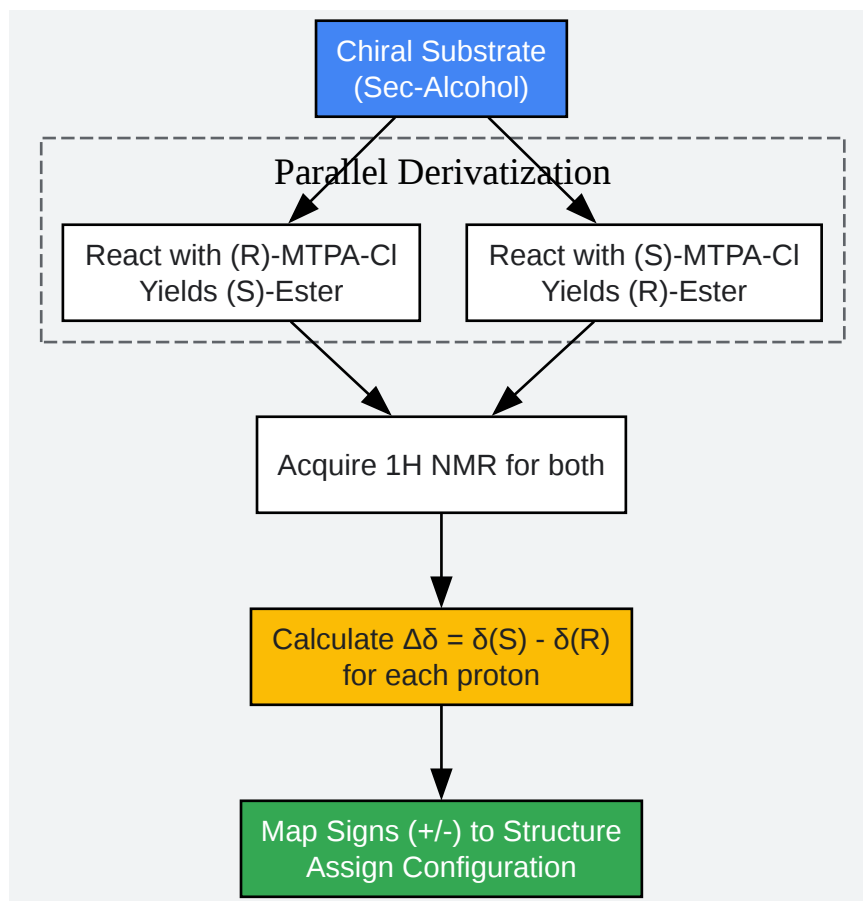 Chiral Substrate
(Sec-Alcohol)
Parallel Derivatization
React with (R)-MTPA-Cl
Yields (S)-Ester
React with (S)-MTPA-Cl
Yields (R)-Ester
Acquire 1H NMR for both
Calculate Δδ = δ(S) - δ(R)
for each proton
Map Signs (+/-) to Structure
Assign Configuration